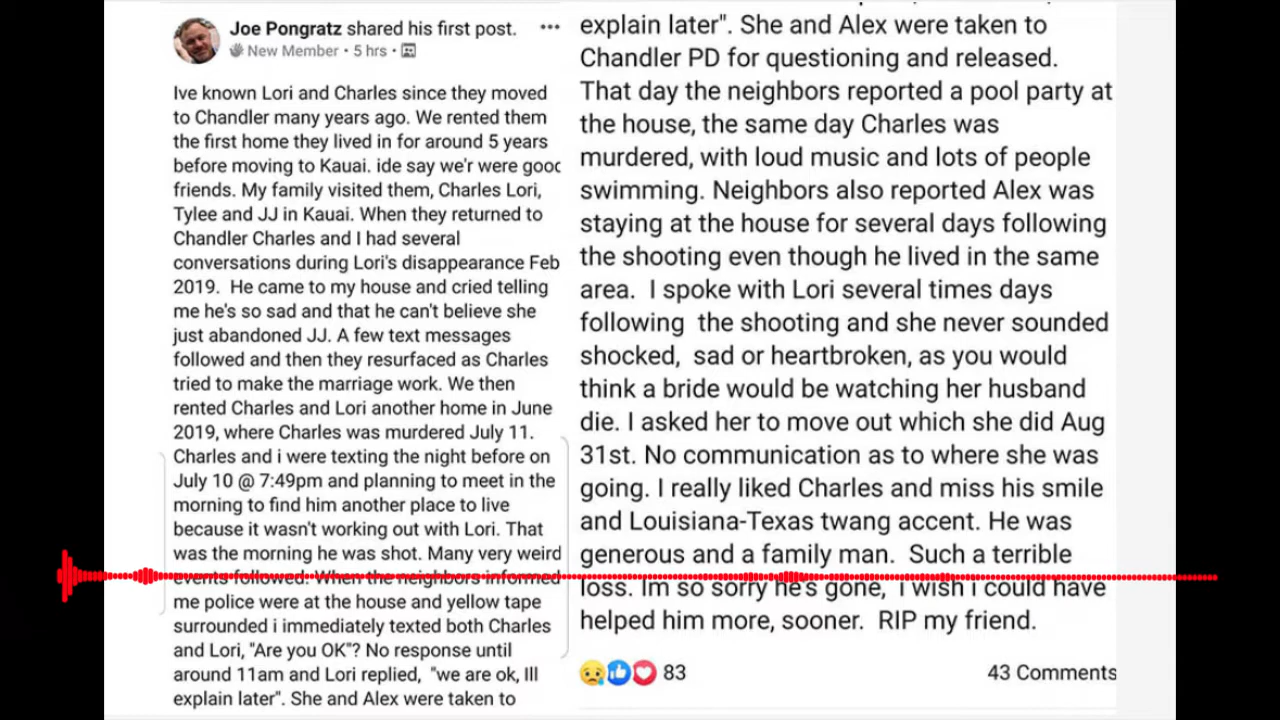 Joe Pongratz shared his first post.
New Member • 5 hrs •
Ive known Lori and Charles since they moved
to Chandler many years ago. We rented them
the first home they lived in for around 5 years
before moving to Kauai. ide say we'r were good
friends. My family visited them, Charles Lori,
Tylee and JJ in Kauai. When they returned to
Chandler Charles and I had several
conversations during Lori's disappearance Feb
2019.  He came to my house and cried telling
me he's so sad and that he can't believe she
just abandoned JJ. A few text messages
followed and then they resurfaced as Charles
tried to make the marriage work. We then
rented Charles and Lori another home in June
2019, where Charles was murdered July 11.
Charles and i were texting the night before on
July 10 @ 7:49pm and planning to meet in the
morning to find him another place to live
because it wasn't working out with Lori. That
was the morning he was shot. Many very weird
events followed. When the neighbors informed
me police were at the house and yellow tape
surrounded i immediately texted both Charles
and Lori, "Are you OK"? No response until
around 11am and Lori replied,  "we are ok, Ill
explain later". She and Alex were taken to
explain later". She and Alex were taken to
Chandler PD for questioning and released.
That day the neighbors reported a pool party at
the house, the same day Charles was
murdered, with loud music and lots of people
swimming. Neighbors also reported Alex was
staying at the house for several days following
the shooting even though he lived in the same
area.  I spoke with Lori several times days
following  the shooting and she never sounded
shocked,  sad or heartbroken, as you would
think a bride would be watching her husband
die. I asked her to move out which she did Aug
31st. No communication as to where she was
going. I really liked Charles and miss his smile
and Louisiana-Texas twang accent. He was
generous and a family man.  Such a terrible
loss. Im so sorry he's gone,  I wish i could have
helped him more, sooner.  RIP my friend.
83
43 Comments